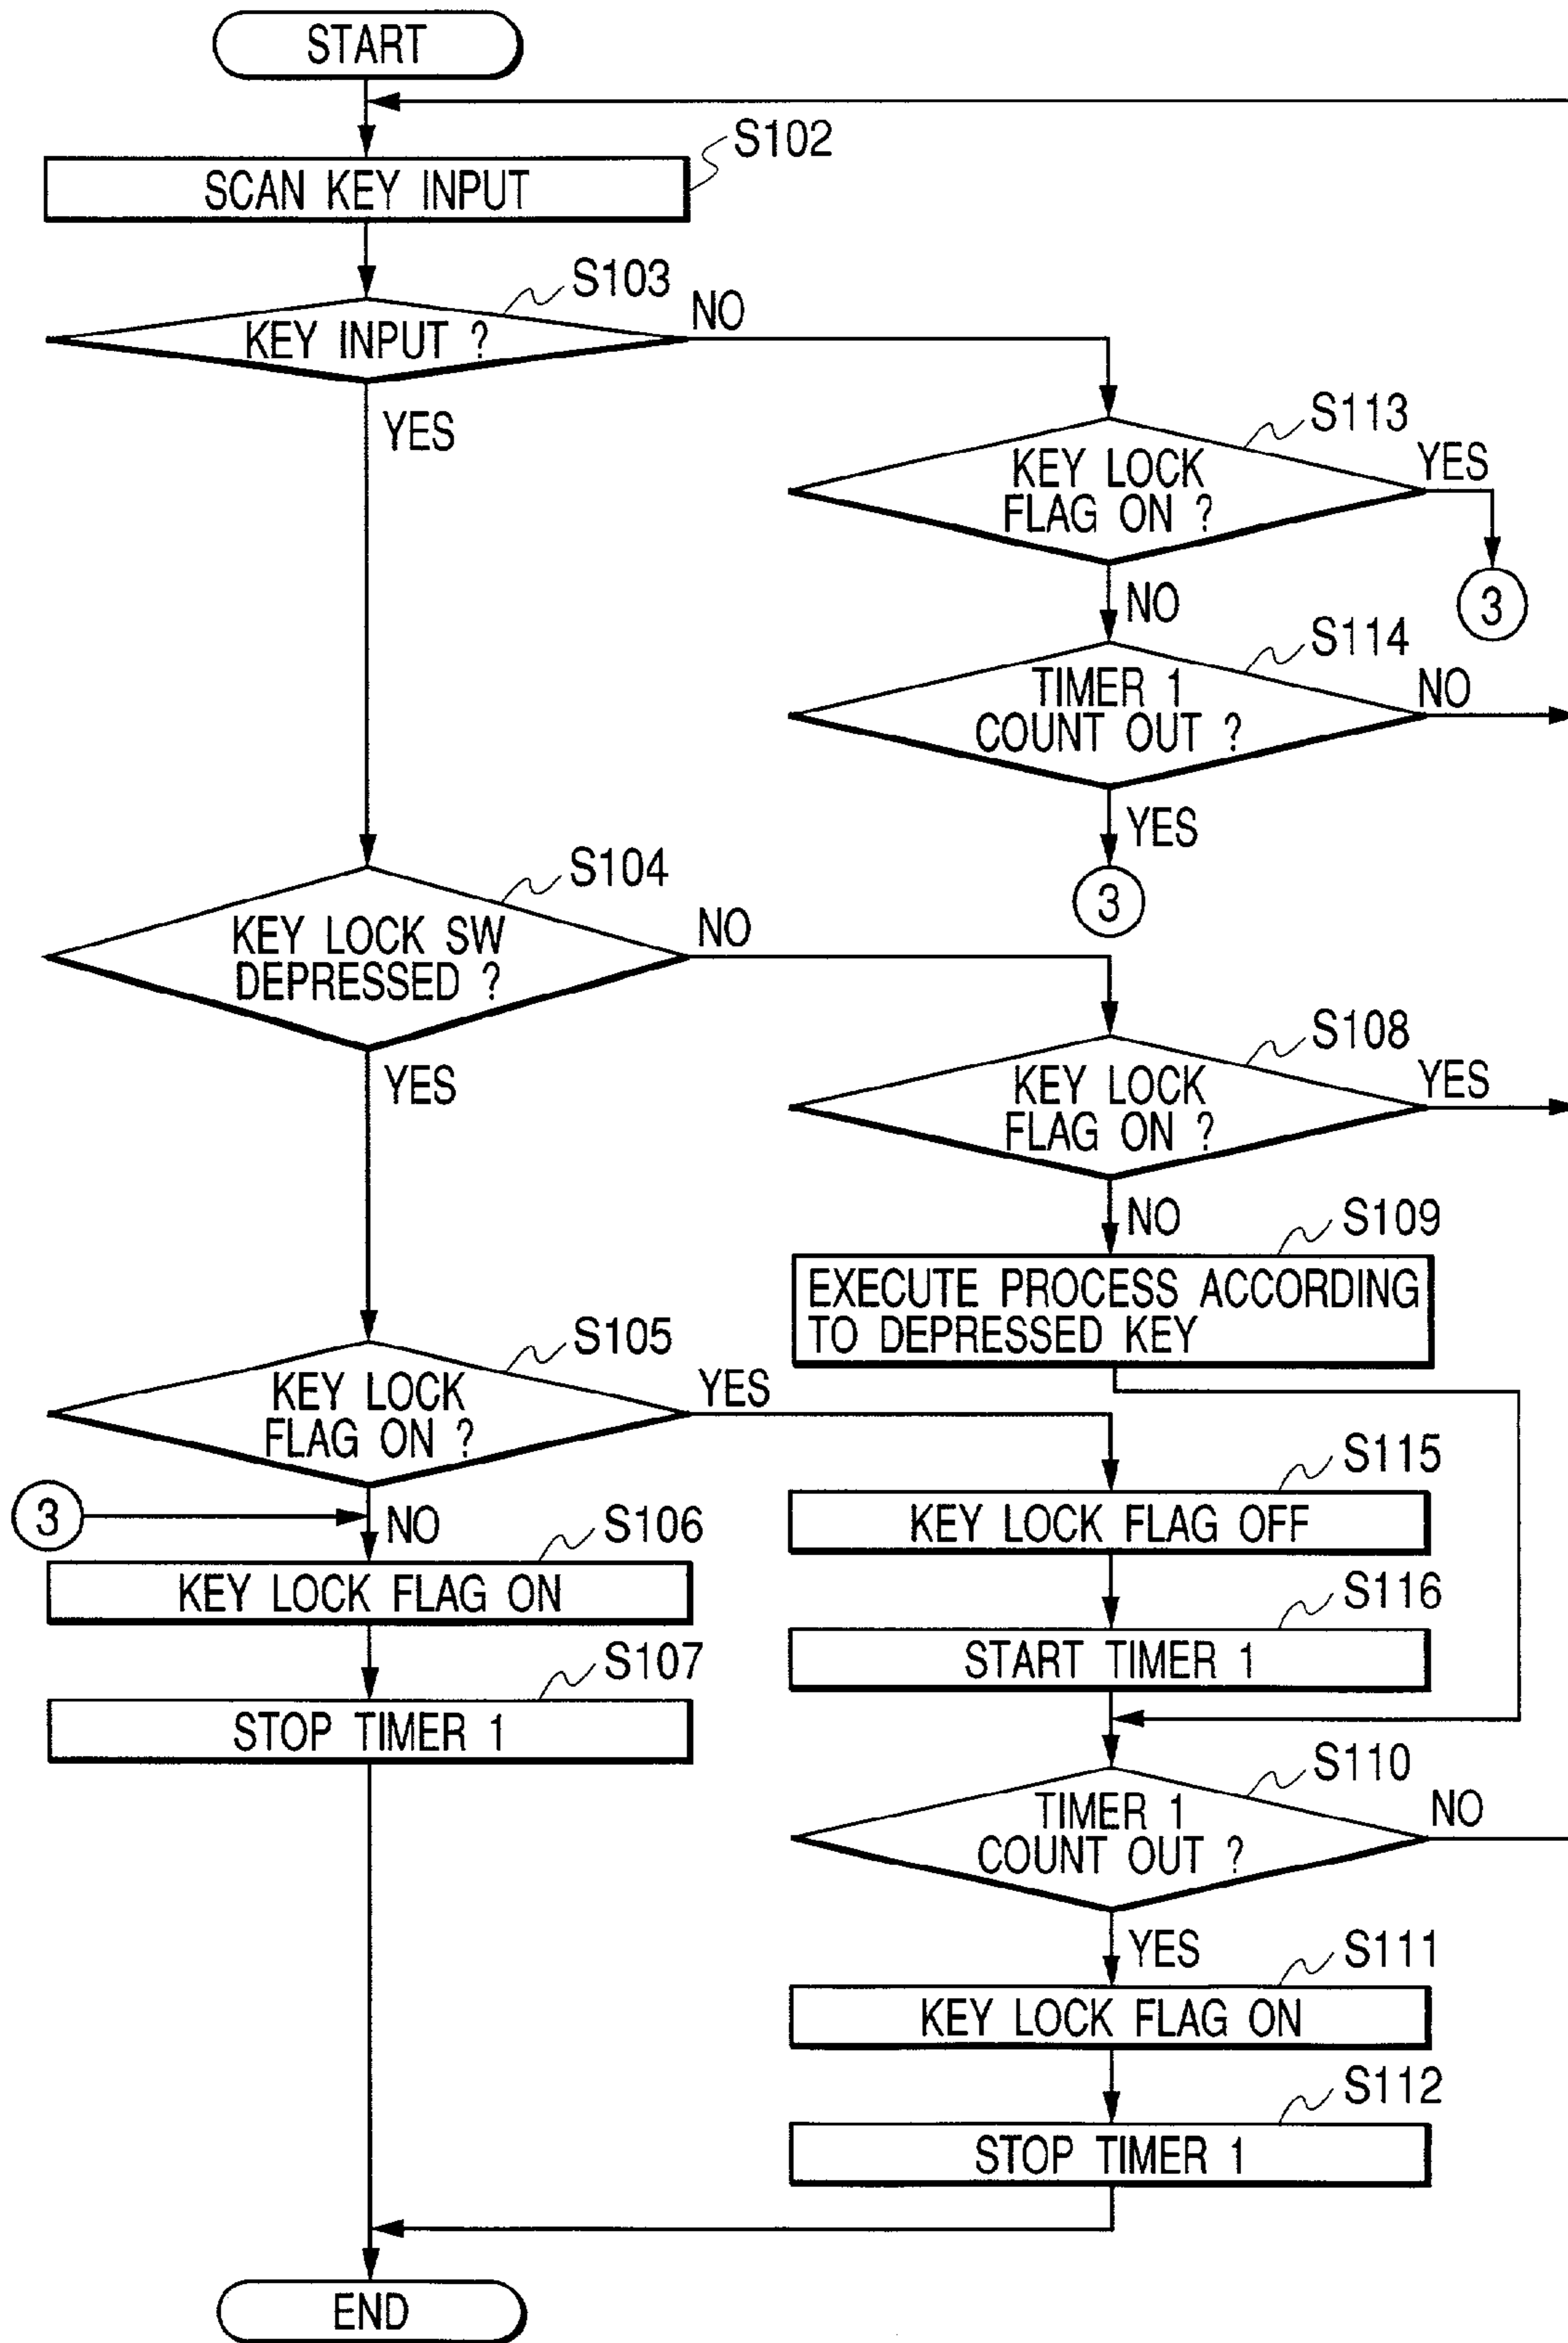 START
S102
SCAN KEY INPUT
S103
KEY INPUT ?
NO
YES
S113
KEY LOCK
FLAG ON ?
YES
3
NO
S114
TIMER 1
COUNT OUT ?
NO
YES
3
S104
KEY LOCK SW
DEPRESSED ?
NO
YES
S108
KEY LOCK
FLAG ON ?
YES
NO
S109
EXECUTE PROCESS ACCORDING
TO DEPRESSED KEY
S105
KEY LOCK
FLAG ON ?
YES
3
NO
S106
KEY LOCK FLAG ON
S107
STOP TIMER 1
S115
KEY LOCK FLAG OFF
S116
START TIMER 1
S110
TIMER 1
COUNT OUT ?
NO
YES
S111
KEY LOCK FLAG ON
S112
STOP TIMER 1
END